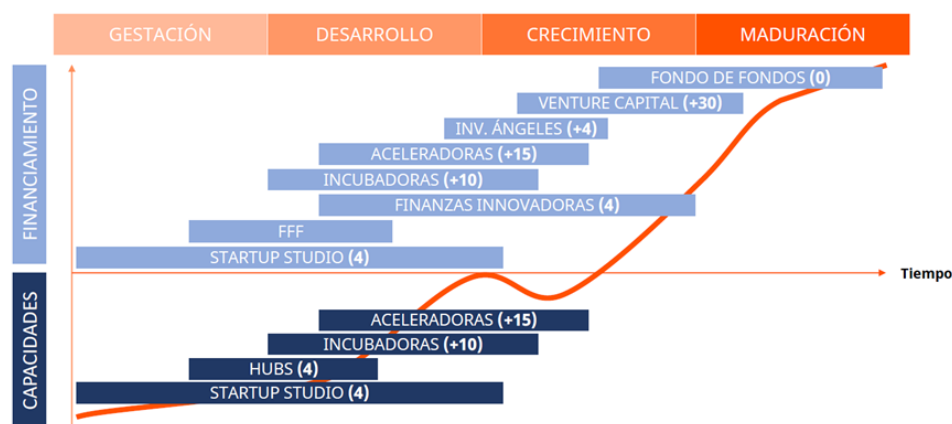 GESTACIÓN
DESARROLLO
CRECIMIENTO
MADURACIÓN
FINANCIAMIENTO
FONDO DE FONDOS (0)
VENTURE CAPITAL (+30)
INV. ÁNGELES (+4)
ACELERADORAS (+15)
INCUBADORAS (+10)
FINANZAS INNOVADORAS (4)
FFF
STARTUP STUDIO (4)
Tiempo
CAPACIDADES
ACELERADORAS (+15)
INCUBADORAS (+10)
HUBS (4)
STARTUP STUDIO (4)